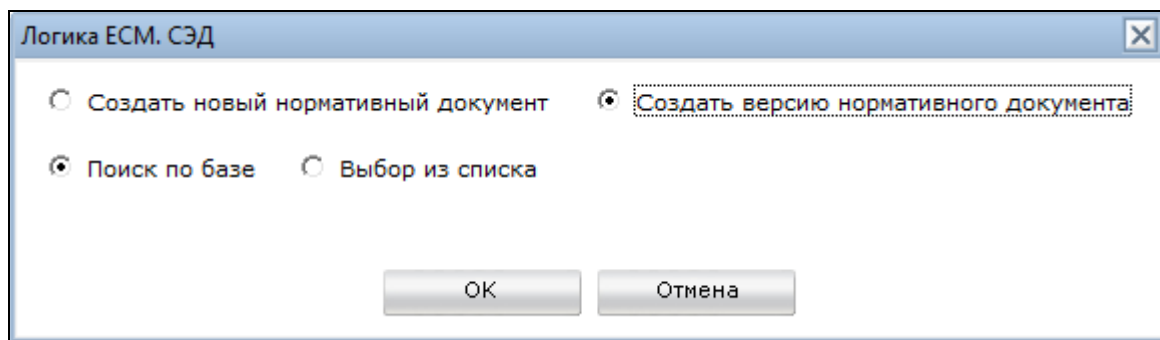 Логика ЕСМ. СЭД
Создать новый нормативный документ Создать версию нормативного документа
Поиск по базе Выбор из списка
ОК Отмена